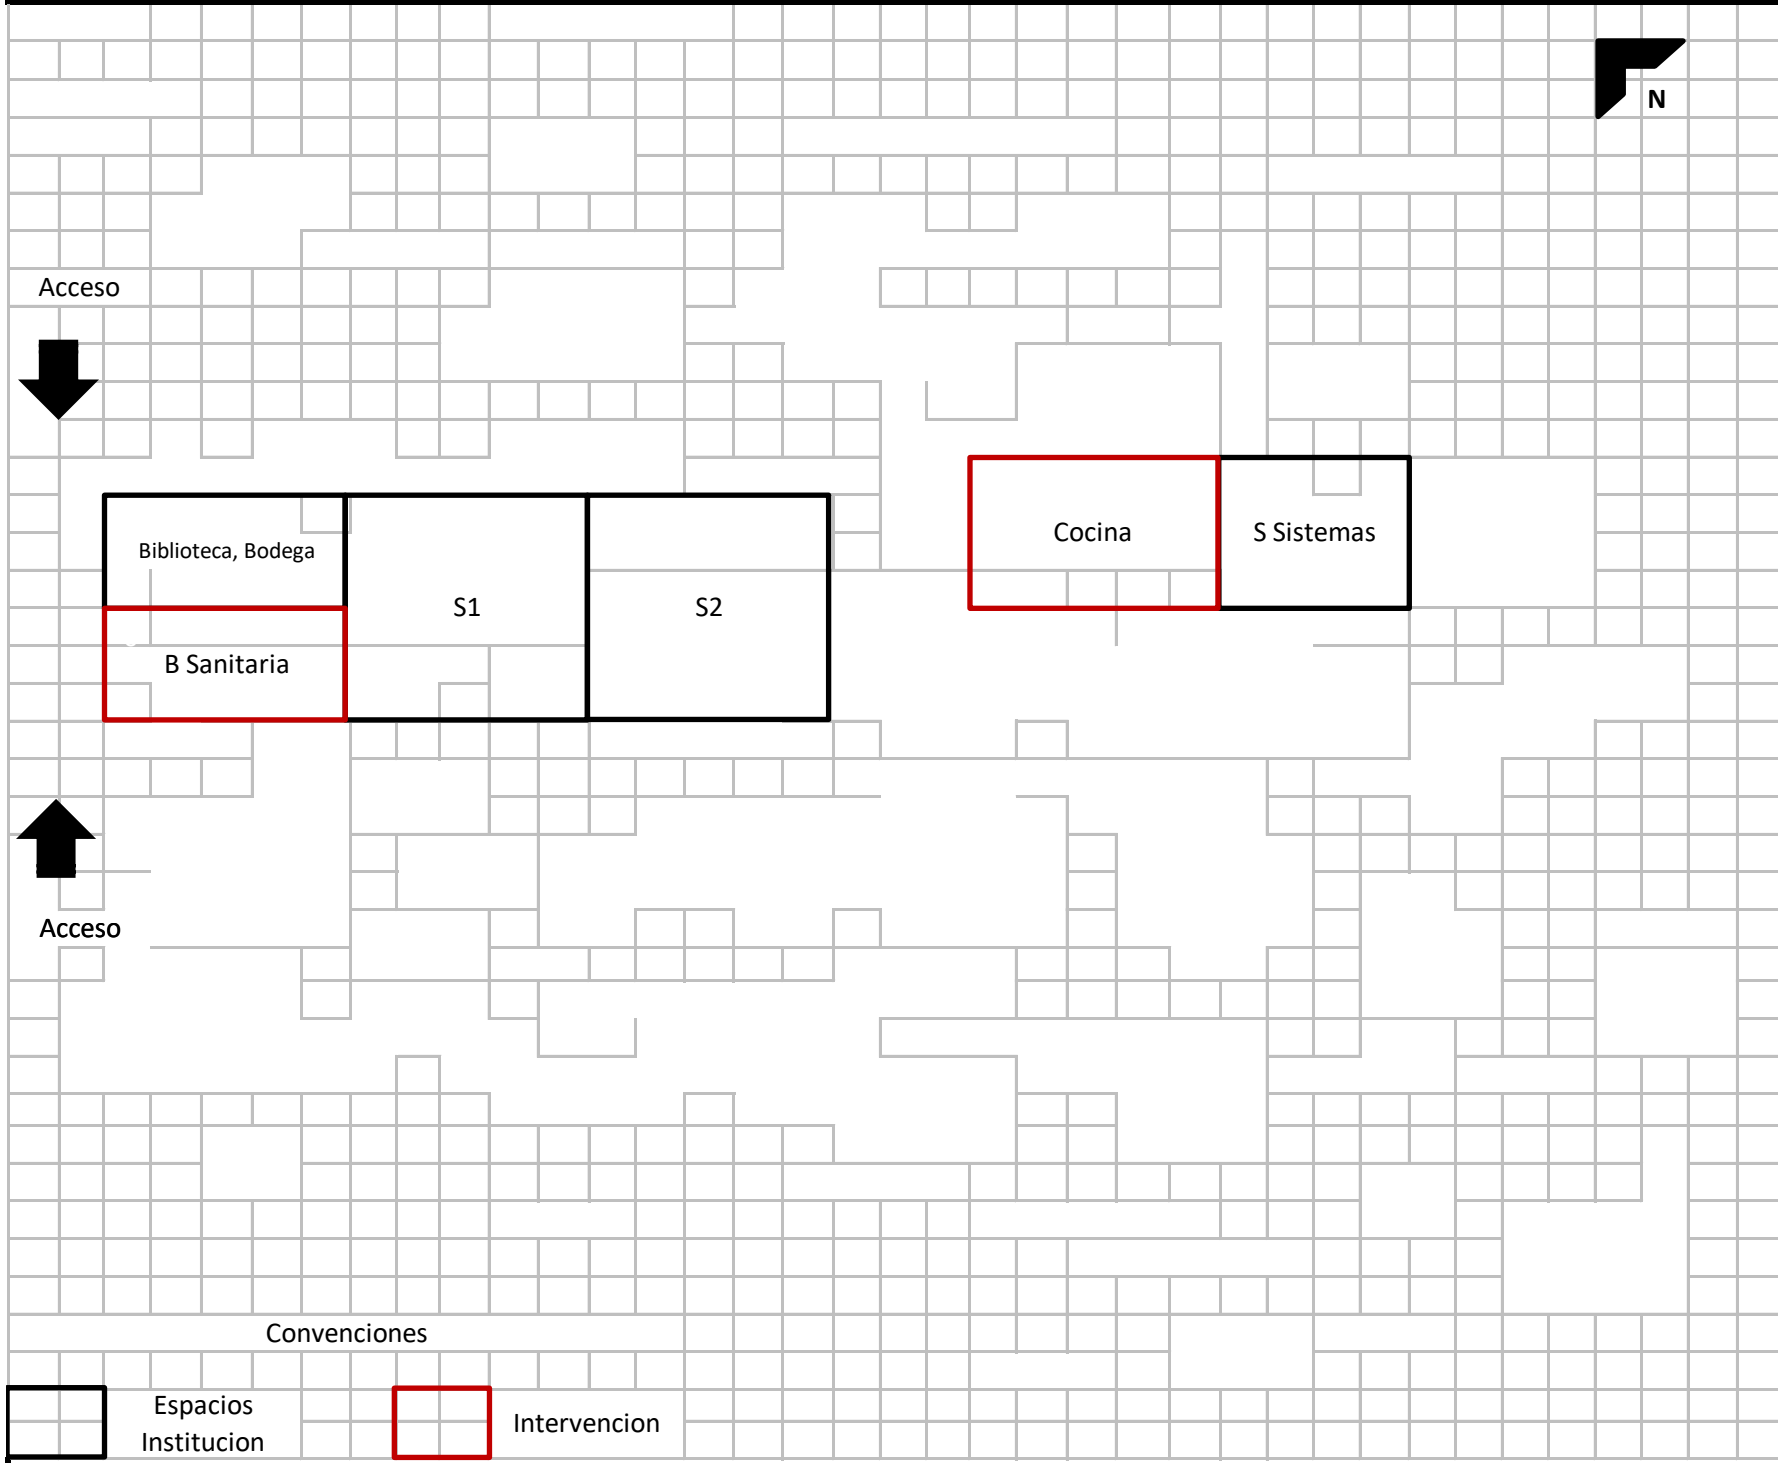 N
Acceso
Biblioteca, Bodega
S1
S2
Cocina
S Sistemas
B Sanitaria
Acceso
Convenciones
Espacios
Institucion
Intervencion